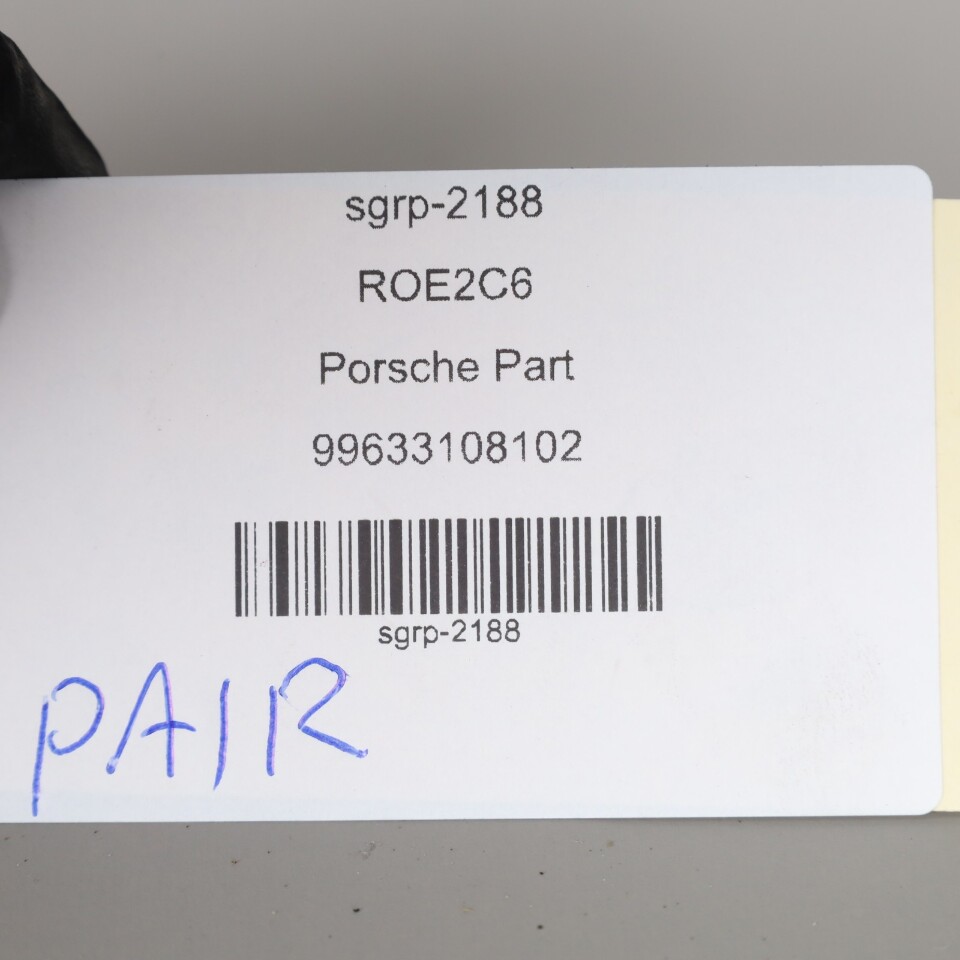 sgrp-2188
ROE2C6
Porsche Part
99633108102
sgrp-2188
PAIR